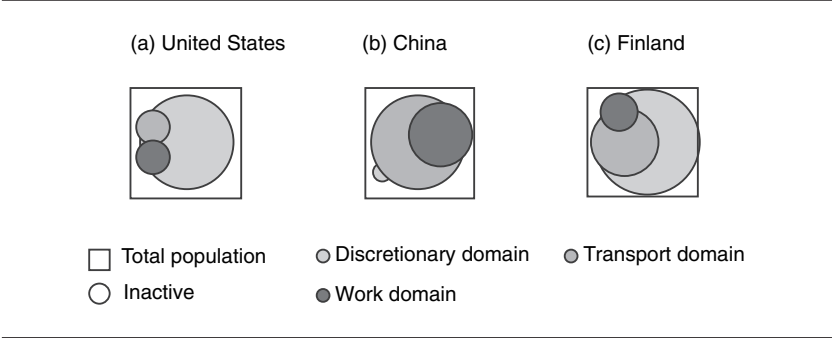 (a) United States
(b) China
(c) Finland
Total population
Discretionary domain
Transport domain
Inactive
Work domain